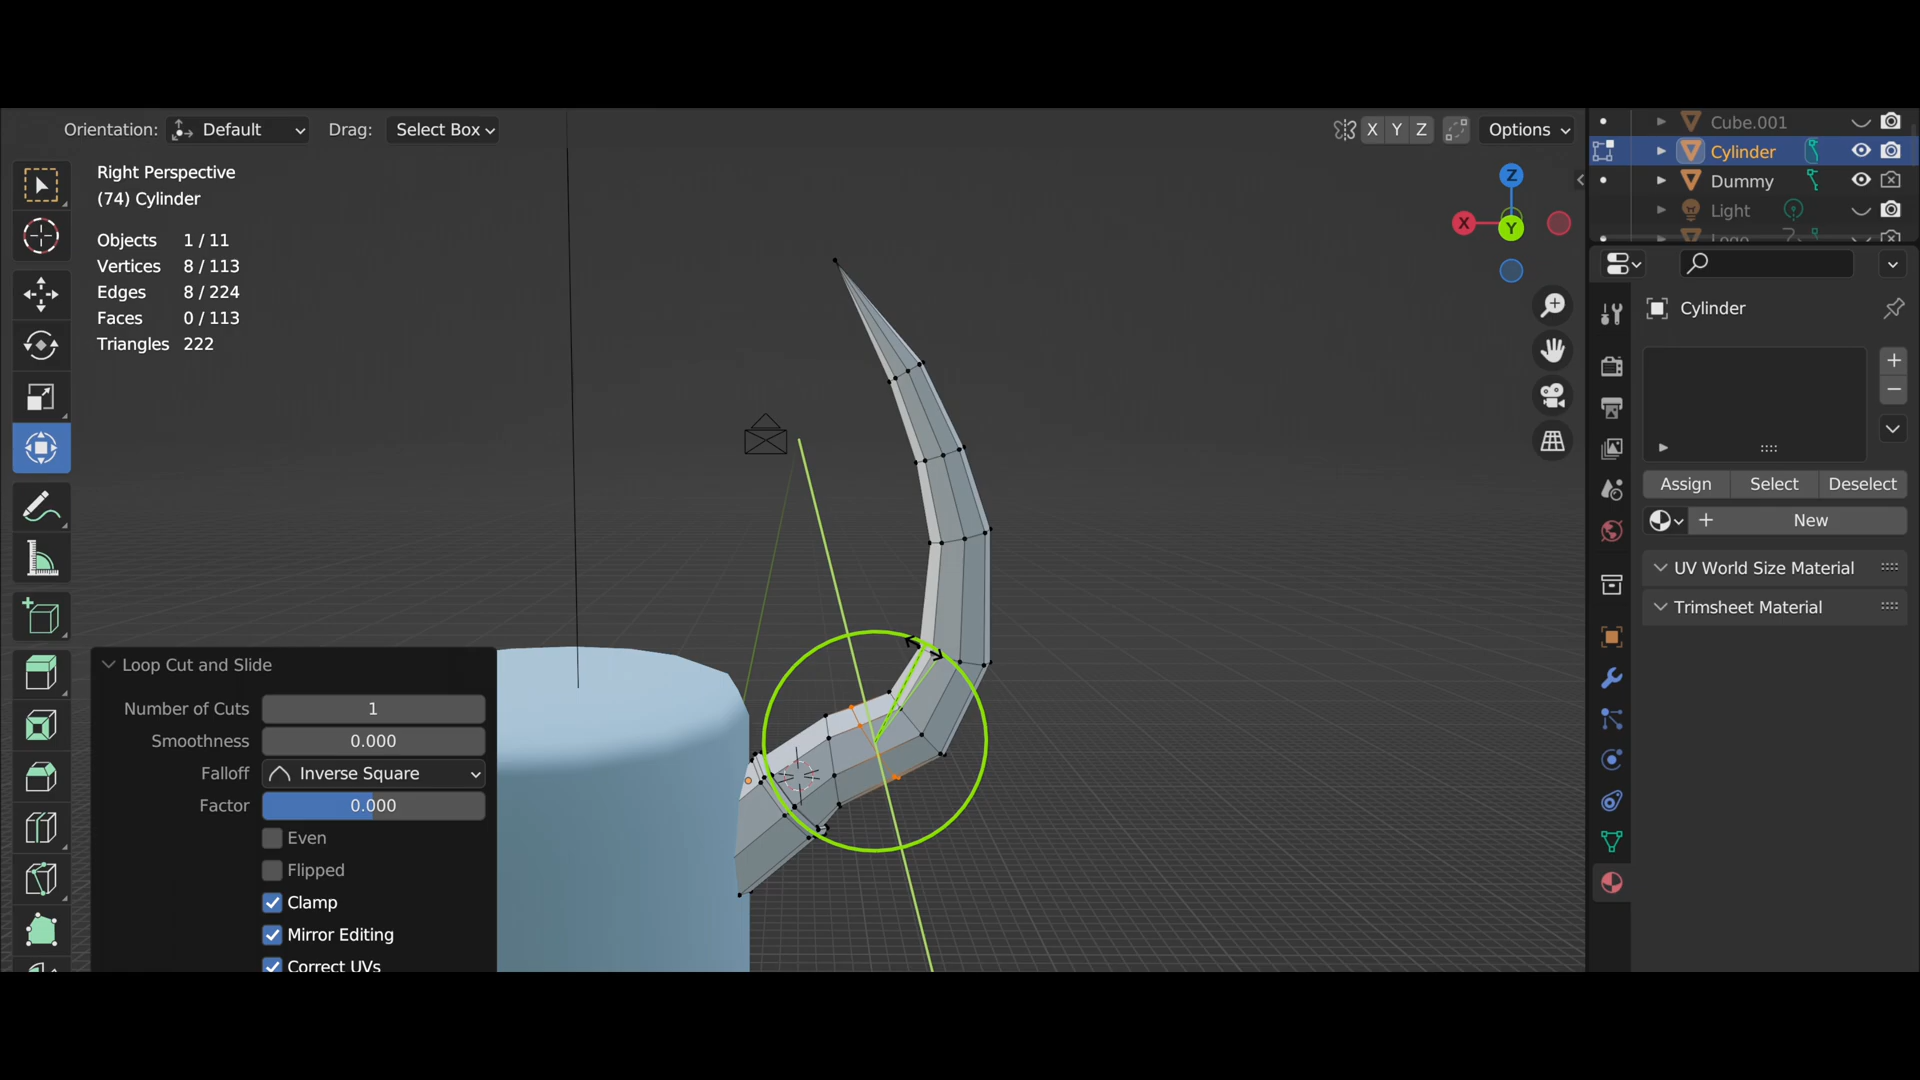 Orientation: Default Drag: Select Box
X Y Z Options
Right Perspective
(74) Cylinder
Objects 1 / 11
Vertices 8 / 113
Edges 8 / 224
Faces 0 / 113
Triangles 222
Z
X
Y
Cube.001
Cylinder
Dummy
Light
Logo
Cylinder
Assign Select Deselect
New
UV World Size Material
Trimsheet Material
Loop Cut and Slide
Number of Cuts 1
Smoothness 0.000
Falloff Inverse Square
Factor 0.000
Even
Flipped
Clamp
Mirror Editing
Correct UVs